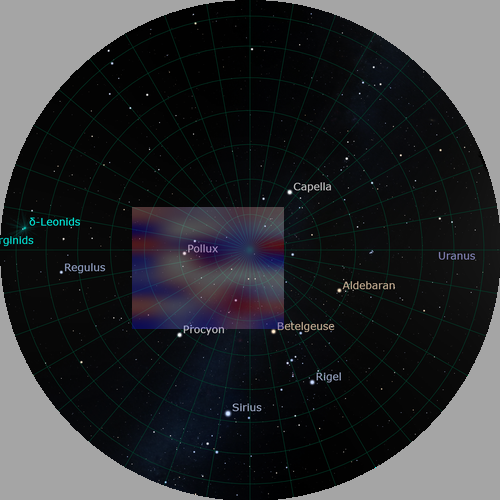 Capella
δ-Leonids
rginids
Pollux
Uranus
Regulus
Aldebaran
Procyon
Betelgeuse
Rigel
Sirius